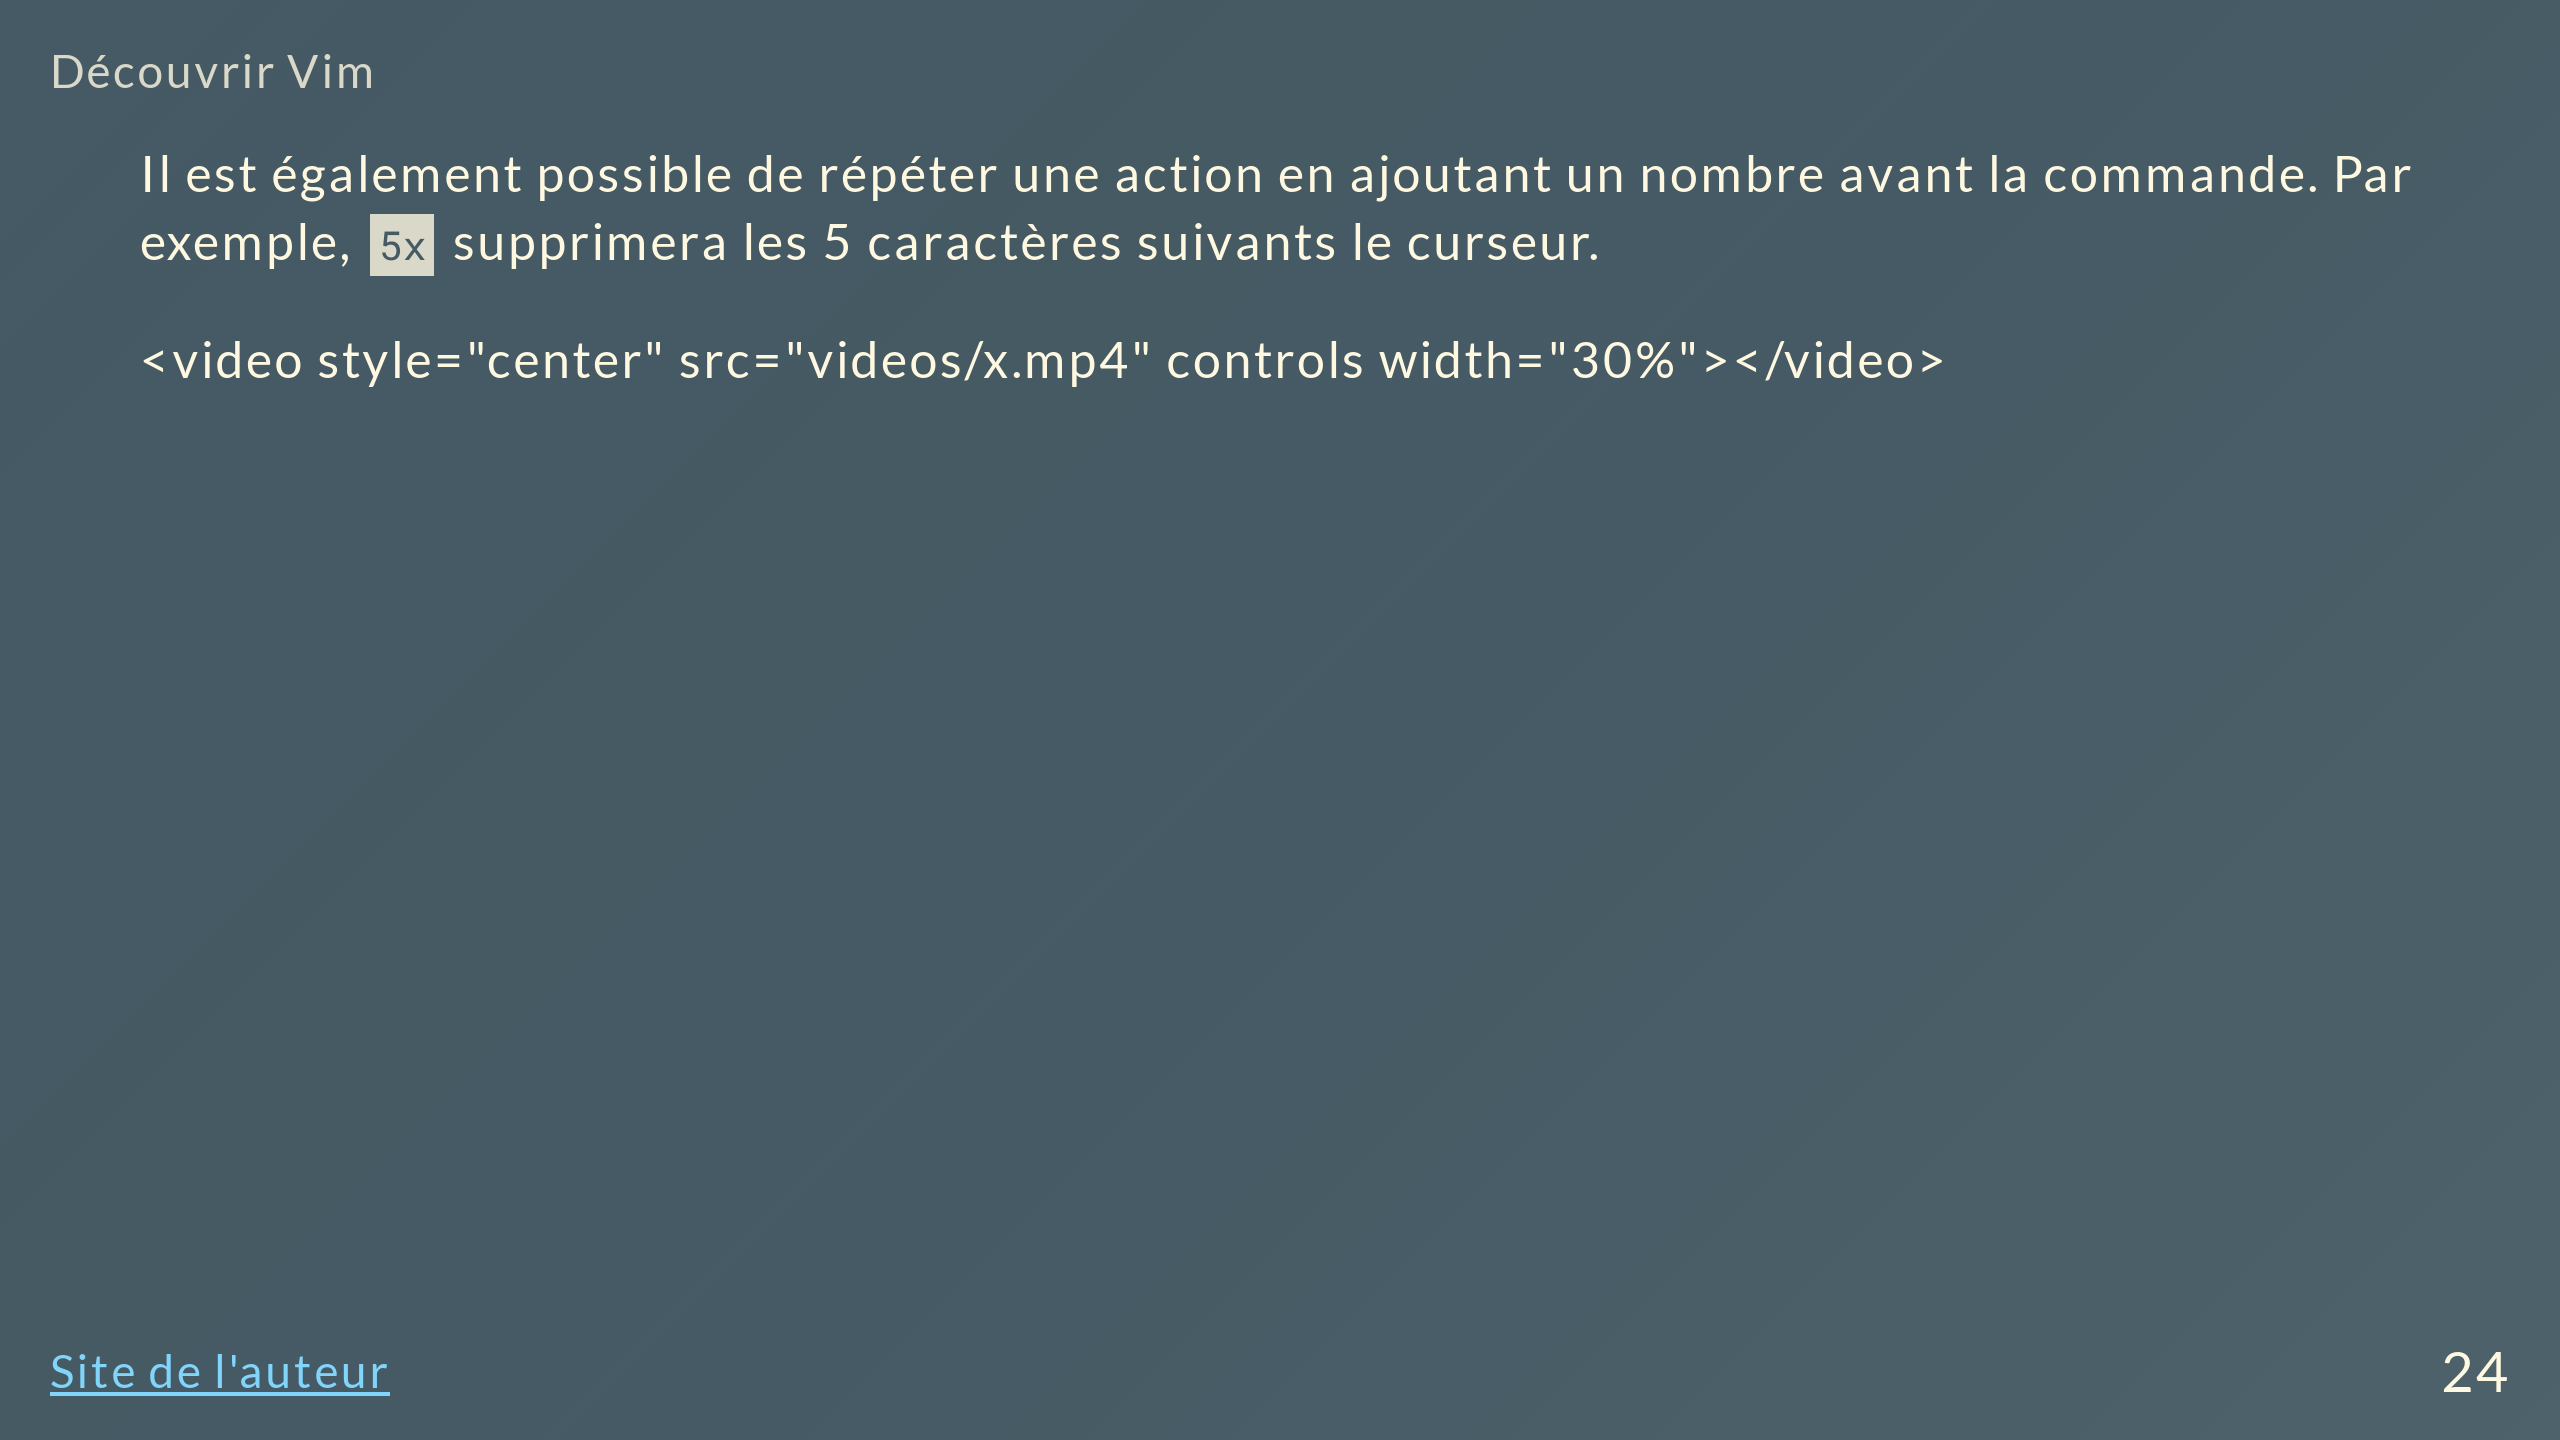 Découvrir Vim
Il est également possible de répéter une action en ajoutant un nombre avant la commande. Par
exemple, 5x supprimera les 5 caractères suivants le curseur.
<video style="center" src="videos/x.mp4" controls width="30%"></video>
Site de l'auteur
24